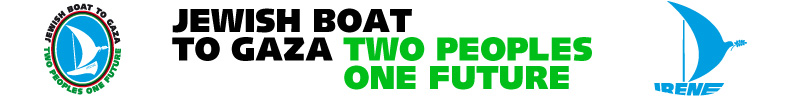 JEWISH BOAT TO GAZA
TWO PEOPLES ONE FUTURE
JEWISH BOAT
TO GAZA TWO PEOPLES
ONE FUTURE
IRENE